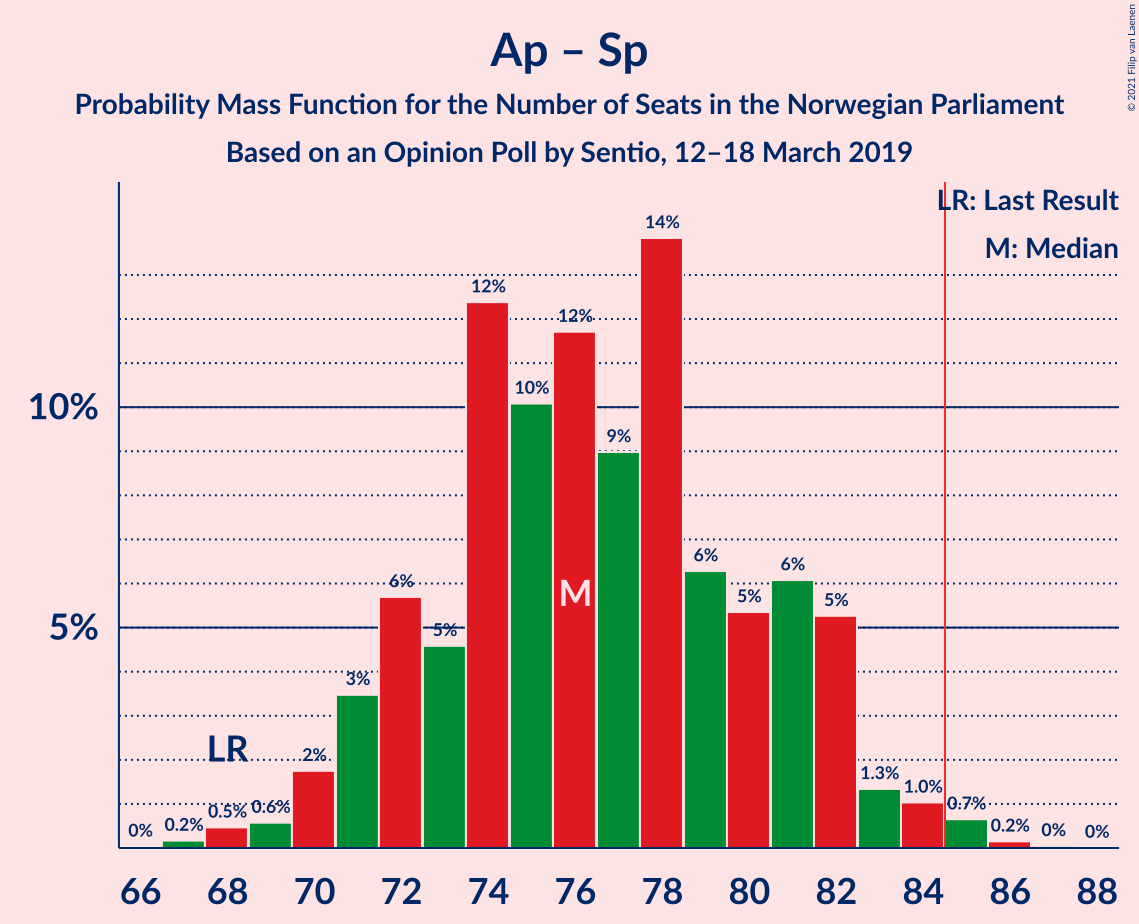 Ap – Sp
Probability Mass Function for the Number of Seats in the Norwegian Parliament
Based on an Opinion Poll by Sentio, 12–18 March 2019
© 2021 Filip van Laenen
LR: Last Result
M: Median
14%
12%
12%
10%
10%
9%
6%
6%
6%
5%
5%
M
5%
5%
3%
LR
2%
1.3%
1.0%
0.7%
0.6%
0.5%
0.2%
0%
0.2%
0%
0%
66 68 70 72 74 76 78 80 82 84 86 88